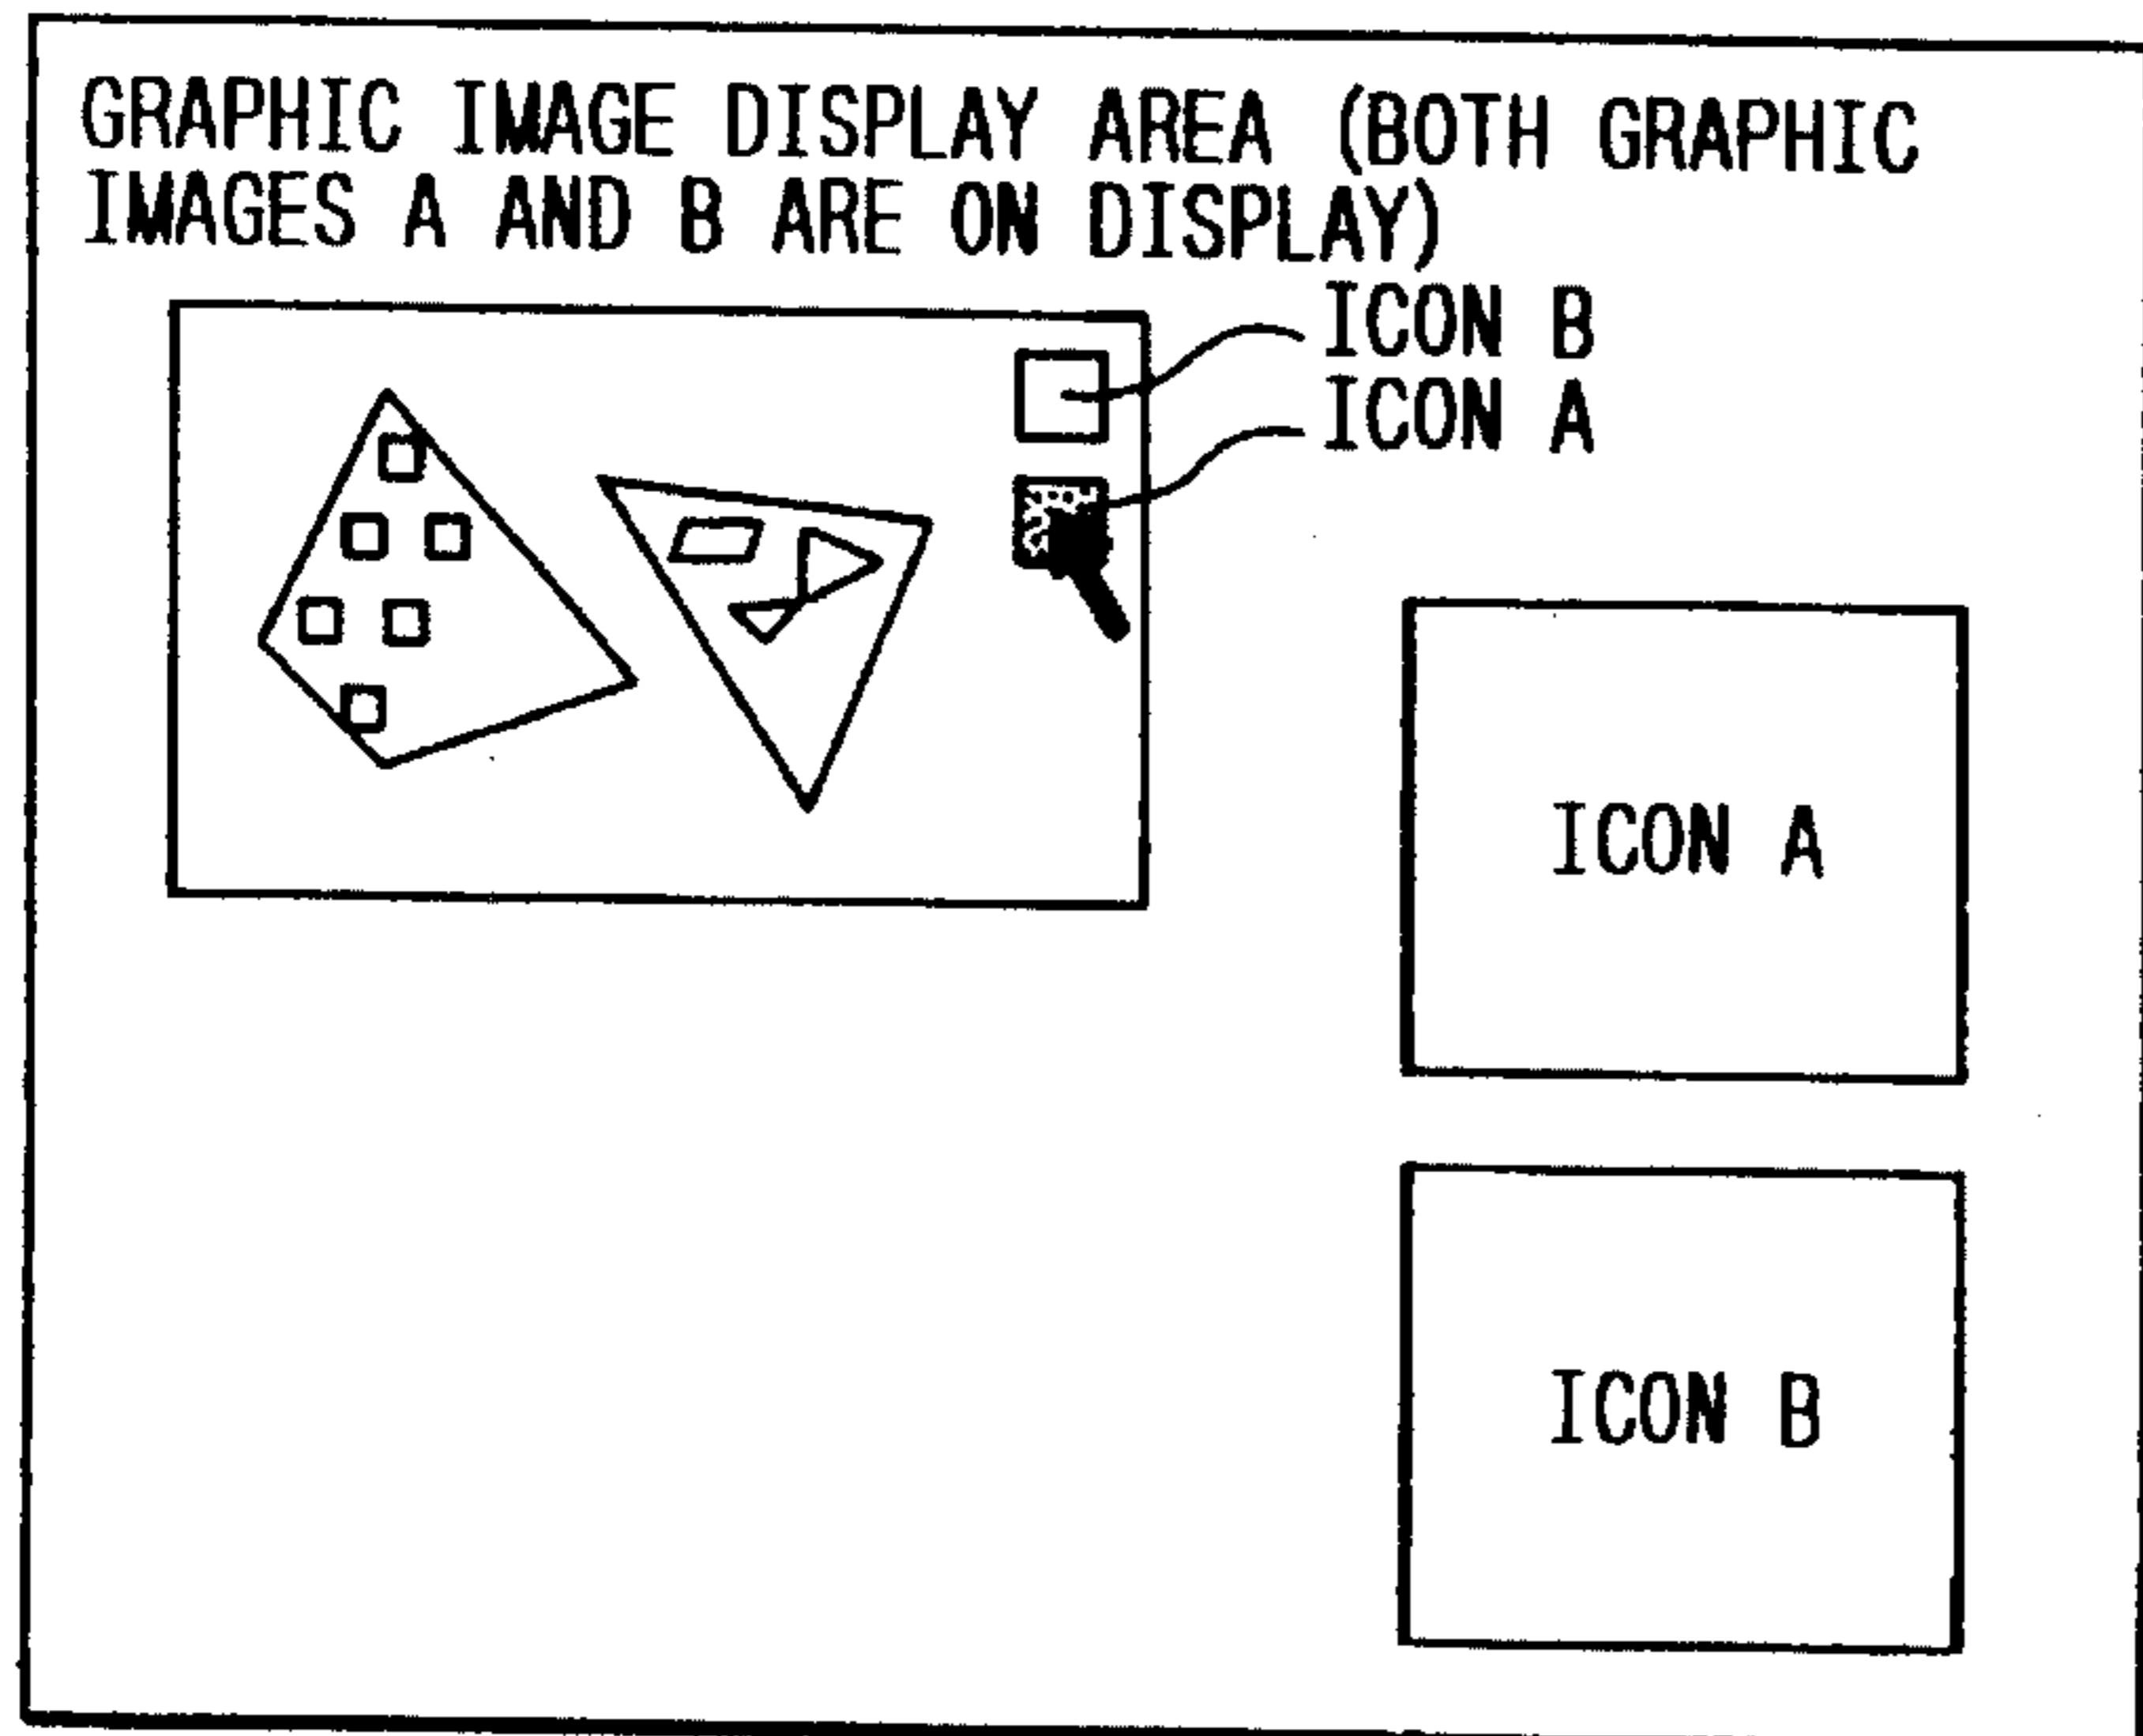 GRAPHIC IMAGE DISPLAY AREA (BOTH GRAPHIC
IMAGES A AND B ARE ON DISPLAY)
ICON B
ICON A
ICON A
ICON B